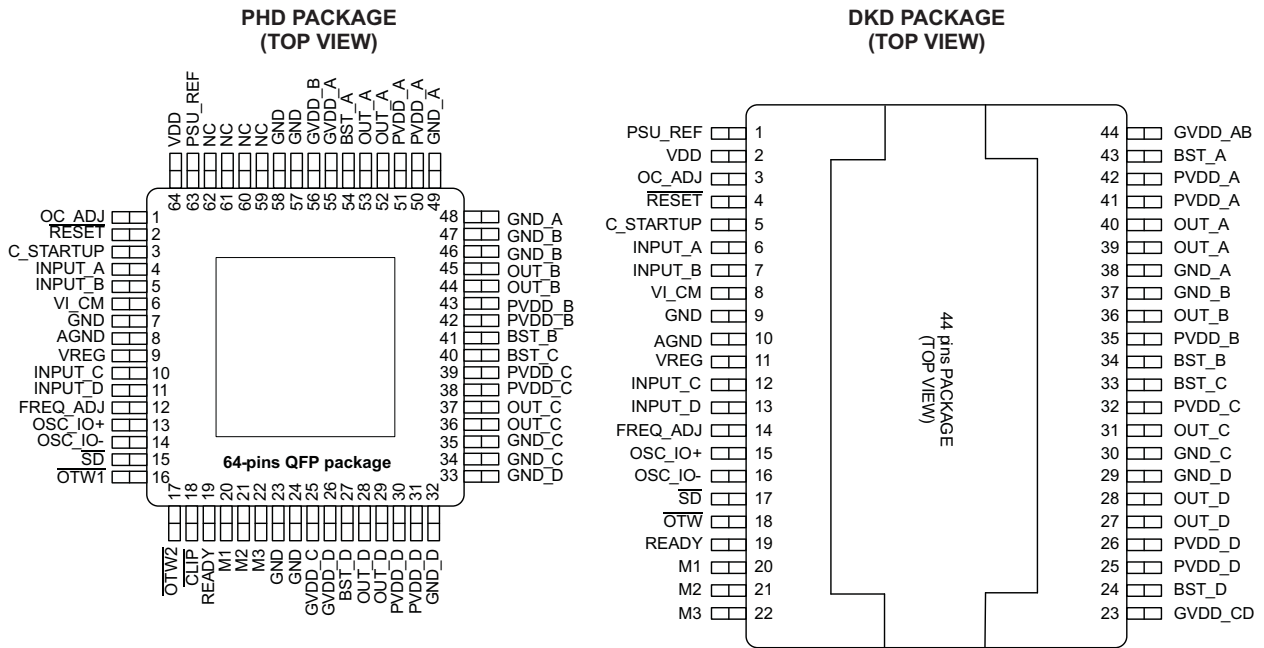 PHD PACKAGE
(TOP VIEW)
VDD
PSU_REF
NC
NC
NC
NC
GND
GND
GVDD_B
GVDD_A
BST_A
OUT_A
OUT_A
PVDD_A
PVDD_A
GND_A
64
63
62
61
60
59
58
57
56
55
54
53
52
51
50
49
OC_ADJ 1
RESET 2
C_STARTUP 3
INPUT_A 4
INPUT_B 5
VI_CM 6
GND 7
AGND 8
VREG 9
INPUT_C 10
INPUT_D 11
FREQ_ADJ 12
OSC_IO+ 13
OSC_IO- 14
SD 15
OTW1 16
48 GND_A
47 GND_B
46 GND_B
45 OUT_B
44 OUT_B
43 PVDD_B
42 PVDD_B
41 BST_B
40 BST_C
39 PVDD_C
38 PVDD_C
37 OUT_C
36 OUT_C
35 GND_C
34 GND_C
33 GND_D
64-pins QFP package
17
18
19
20
21
22
23
24
25
26
27
28
29
30
31
32
OTW2
CLIP
READY
M1
M2
M3
GND
GND
GVDD_C
GVDD_D
BST_D
OUT_D
OUT_D
PVDD_D
PVDD_D
GND_D
DKD PACKAGE
(TOP VIEW)
PSU_REF 1
VDD 2
OC_ADJ 3
RESET 4
C_STARTUP 5
INPUT_A 6
INPUT_B 7
VI_CM 8
GND 9
AGND 10
VREG 11
INPUT_C 12
INPUT_D 13
FREQ_ADJ 14
OSC_IO+ 15
OSC_IO- 16
SD 17
OTW 18
READY 19
M1 20
M2 21
M3 22
44 pins PACKAGE
(TOP VIEW)
44 GVDD_AB
43 BST_A
42 PVDD_A
41 PVDD_A
40 OUT_A
39 OUT_A
38 GND_A
37 GND_B
36 OUT_B
35 PVDD_B
34 BST_B
33 BST_C
32 PVDD_C
31 OUT_C
30 GND_C
29 GND_D
28 OUT_D
27 OUT_D
26 PVDD_D
25 PVDD_D
24 BST_D
23 GVDD_CD